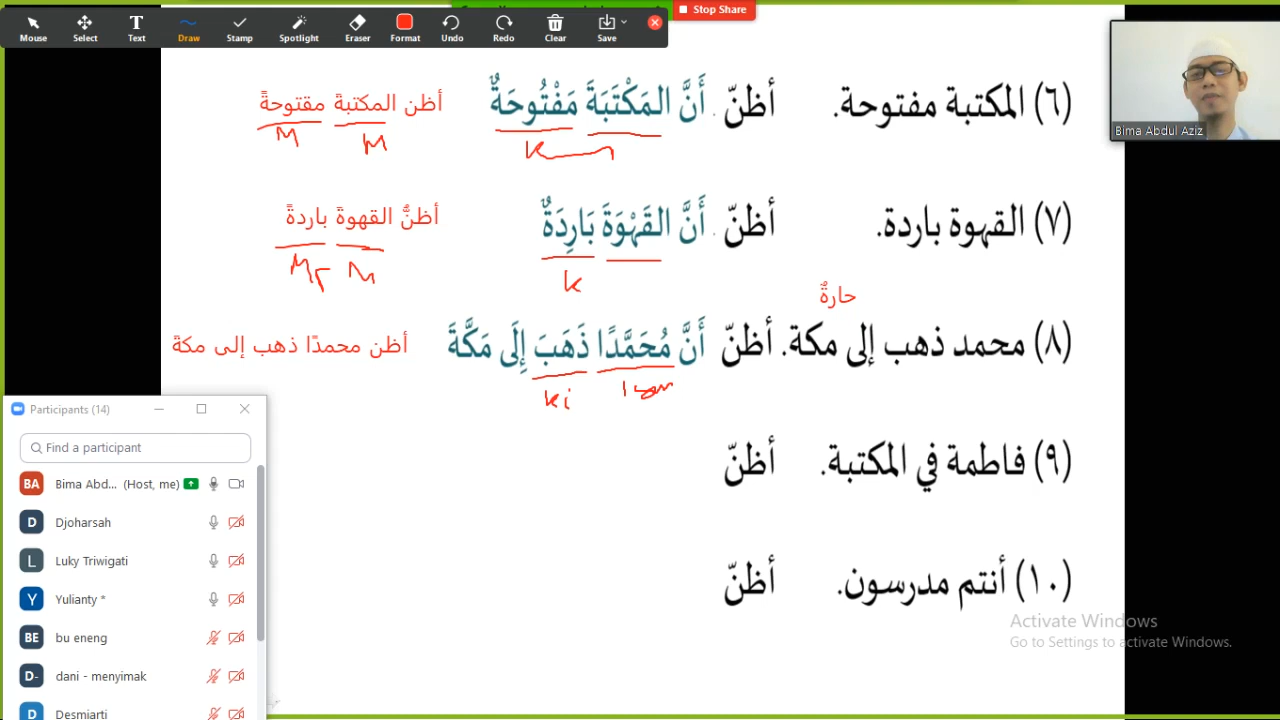 Stop Share
Mouse Select Text Draw Stamp Spotlight Eraser Format Undo Redo Clear Save
Bima Abdul Aziz
(٦) المكتبة مفتوحة. أظنّ أَنَّ المَكْتَبَةَ مَفْتُوحَةٌ
أظن المكتبةَ مقتوحةً
M M
k
(٧) القهوة باردة. أظنّ أَنَّ القَهْوَةَ بَارِدَةٌ
أظنُّ القهوةَ باردةً
M
k
حارةٌ
(٨) محمد ذهب إلى مكة. أظنّ أَنَّ مُحَمَّدًا ذَهَبَ إِلَى مَكَّةَ
أظن محمدًا ذهب إلى مكة
ki
(٩) فاطمة في المكتبة. أظنّ
(١٠) أنتم مدرسون. أظنّ
Participants (14)
Find a participant
BA Bima Abd... (Host, me)
D Djoharsah
L Luky Triwigati
Y Yulianty *
BE bu eneng
D- dani - menyimak
D Desmiarti
Activate Windows
Go to Settings to activate Windows.